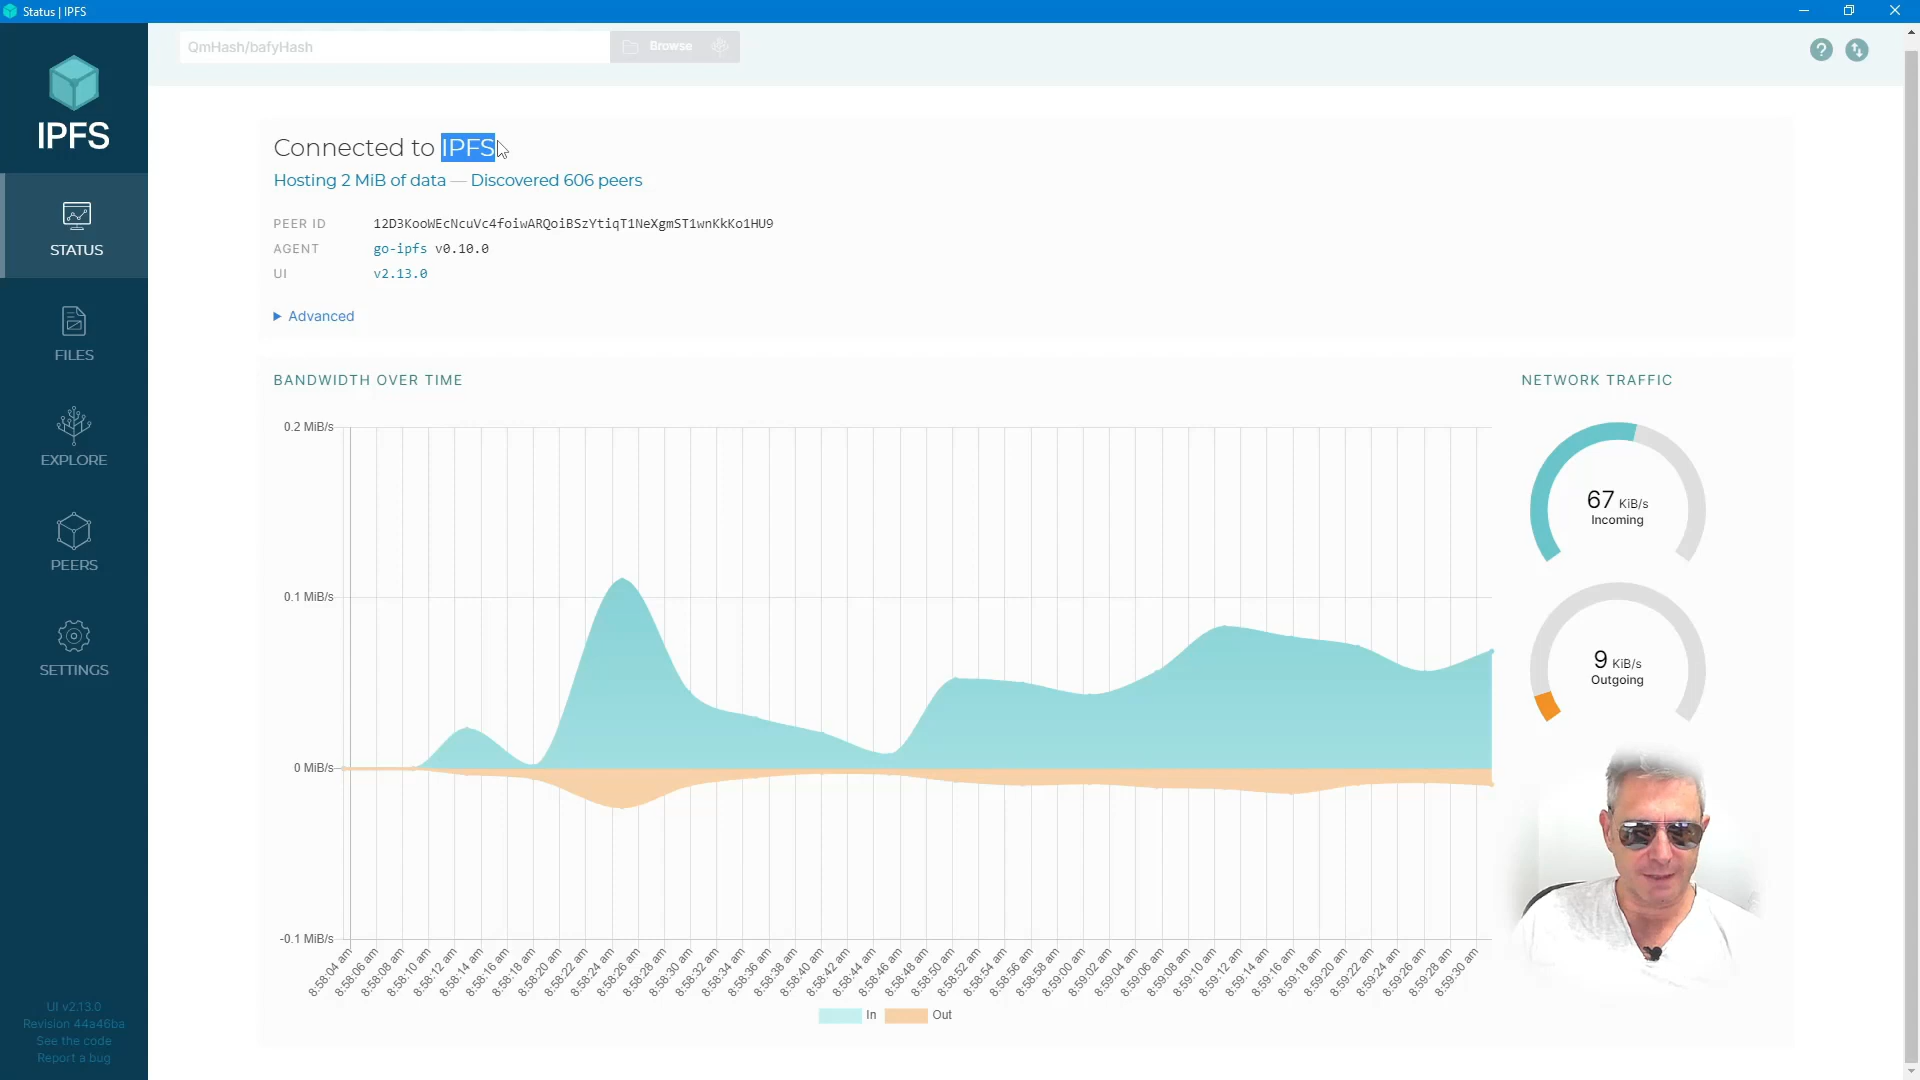 Status | IPFS
QmHash/bafyHash
Browse
IPFS
STATUS
FILES
EXPLORE
PEERS
SETTINGS
UI v2.13.0
Revision 44a46ba
See the code
Report a bug
Connected to IPFS
Hosting 2 MiB of data — Discovered 606 peers
PEER ID 12D3KooWEcNcuVc4foiwARQoiBSzYtiqT1NeXgmST1wnKkKo1HU9
AGENT go-ipfs v0.10.0
UI v2.13.0
Advanced
BANDWIDTH OVER TIME
0.2 MiB/s
0.1 MiB/s
0 MiB/s
-0.1 MiB/s
8:58:04 am
8:58:06 am
8:58:08 am
8:58:10 am
8:58:12 am
8:58:14 am
8:58:16 am
8:58:18 am
8:58:20 am
8:58:22 am
8:58:24 am
8:58:26 am
8:58:28 am
8:58:30 am
8:58:32 am
8:58:34 am
8:58:36 am
8:58:38 am
8:58:40 am
8:58:42 am
8:58:44 am
8:58:46 am
8:58:48 am
8:58:50 am
8:58:52 am
8:58:54 am
8:58:56 am
8:58:58 am
8:59:00 am
8:59:02 am
8:59:04 am
8:59:06 am
8:59:08 am
8:59:10 am
8:59:12 am
8:59:14 am
8:59:16 am
8:59:18 am
8:59:20 am
8:59:22 am
8:59:24 am
8:59:26 am
8:59:28 am
8:59:30 am
In
Out
NETWORK TRAFFIC
67 KiB/s
Incoming
9 KiB/s
Outgoing